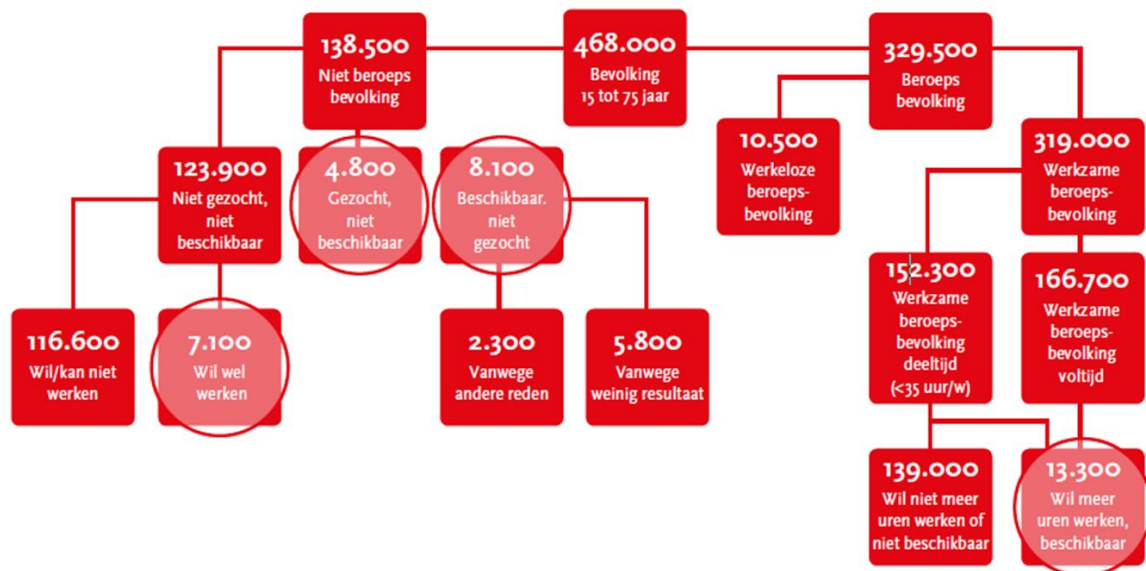 138.500
Niet beroeps
bevolking
468.000
Bevolking
15 tot 75 jaar
329.500
Beroeps
bevolking
123.900
Niet gezocht,
niet
beschikbaar
4.800
Gezocht,
niet
beschikbaar
8.100
Beschikbaar.
niet
gezocht
10.500
Werkeloze
beroeps-
bevolking
319.000
Werkzame
beroeps-
bevolking
116.600
Wil/kan niet
werken
7.100
Wil wel
werken
2.300
Vanwege
andere reden
5.800
Vanwege
weinig resultaat
152.300
Werkzame
beroeps-
bevolking
deeltijd
(<35 uur/w)
166.700
Werkzame
beroeps-
bevolking
voltijd
139.000
Wil niet meer
uren werken of
niet beschikbaar
13.300
Wil meer
uren werken,
beschikbaar